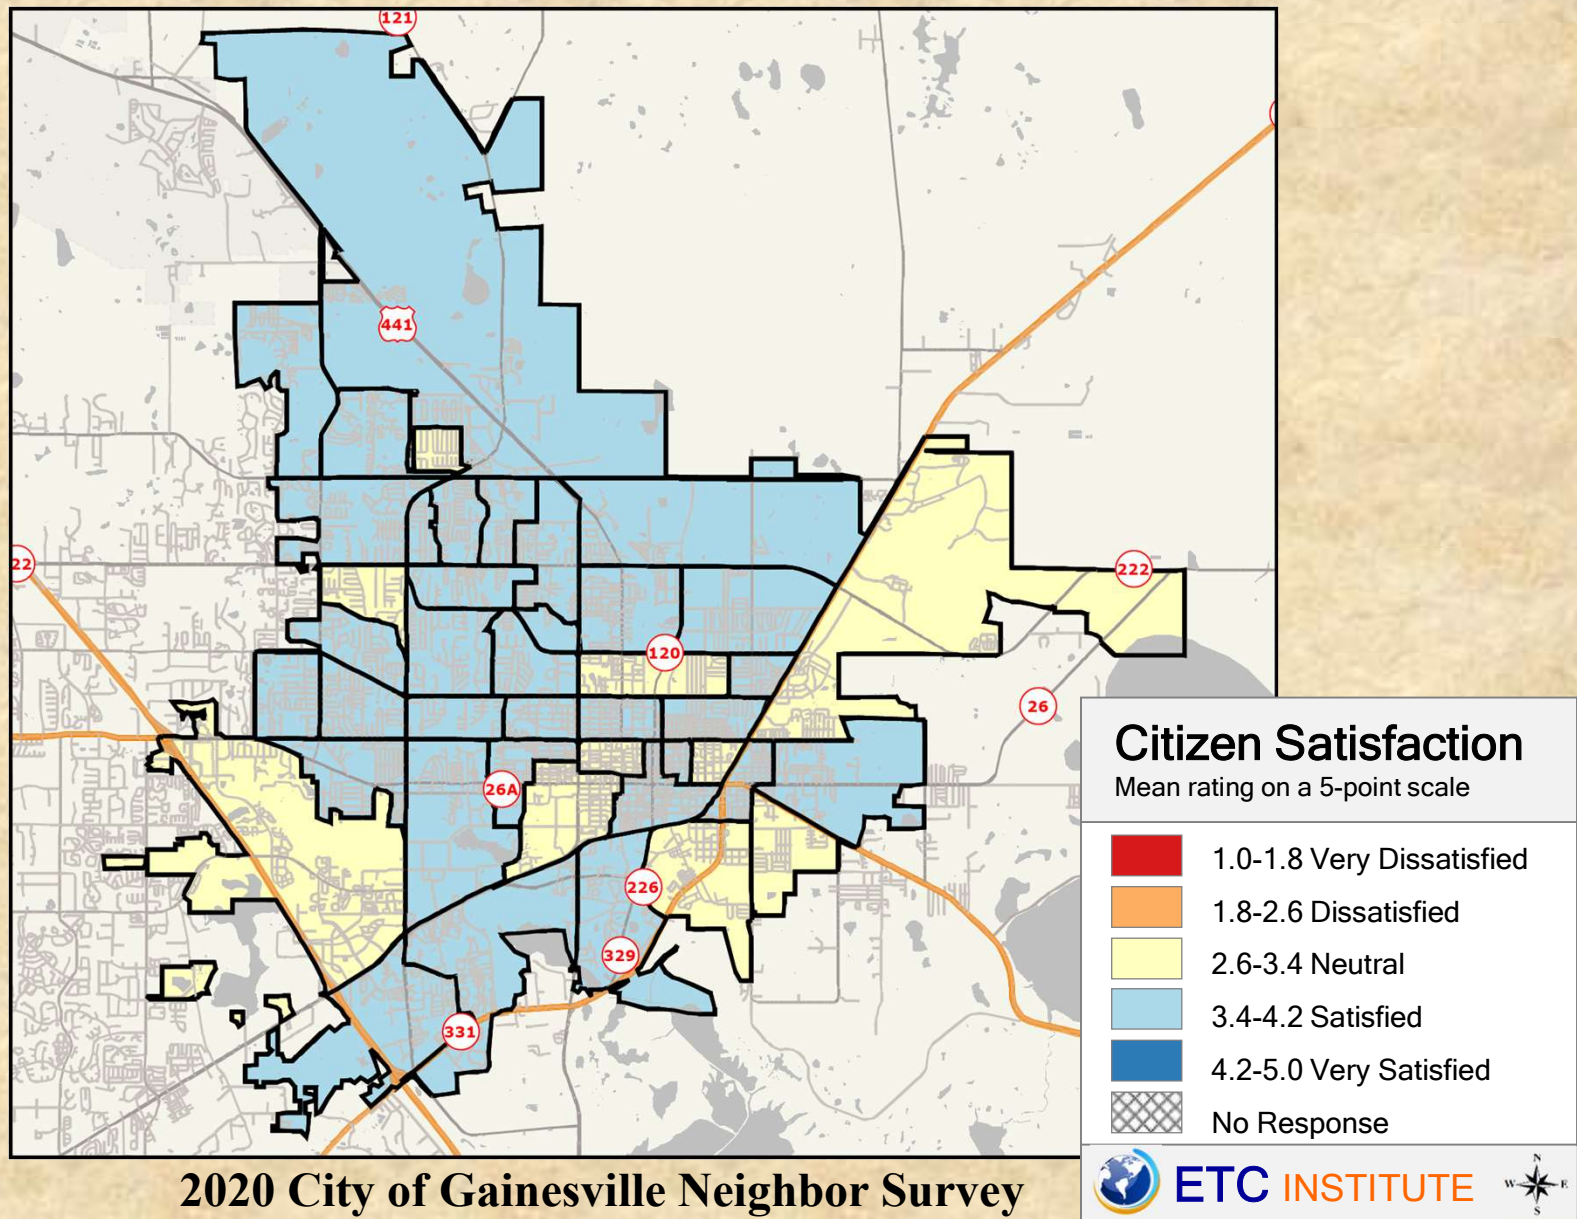 121
441
22
222
120
26
26A
226
329
331
Citizen Satisfaction
Mean rating on a 5-point scale
1.0-1.8 Very Dissatisfied
1.8-2.6 Dissatisfied
2.6-3.4 Neutral
3.4-4.2 Satisfied
4.2-5.0 Very Satisfied
No Response
ETC INSTITUTE
N
W E
S
2020 City of Gainesville Neighbor Survey